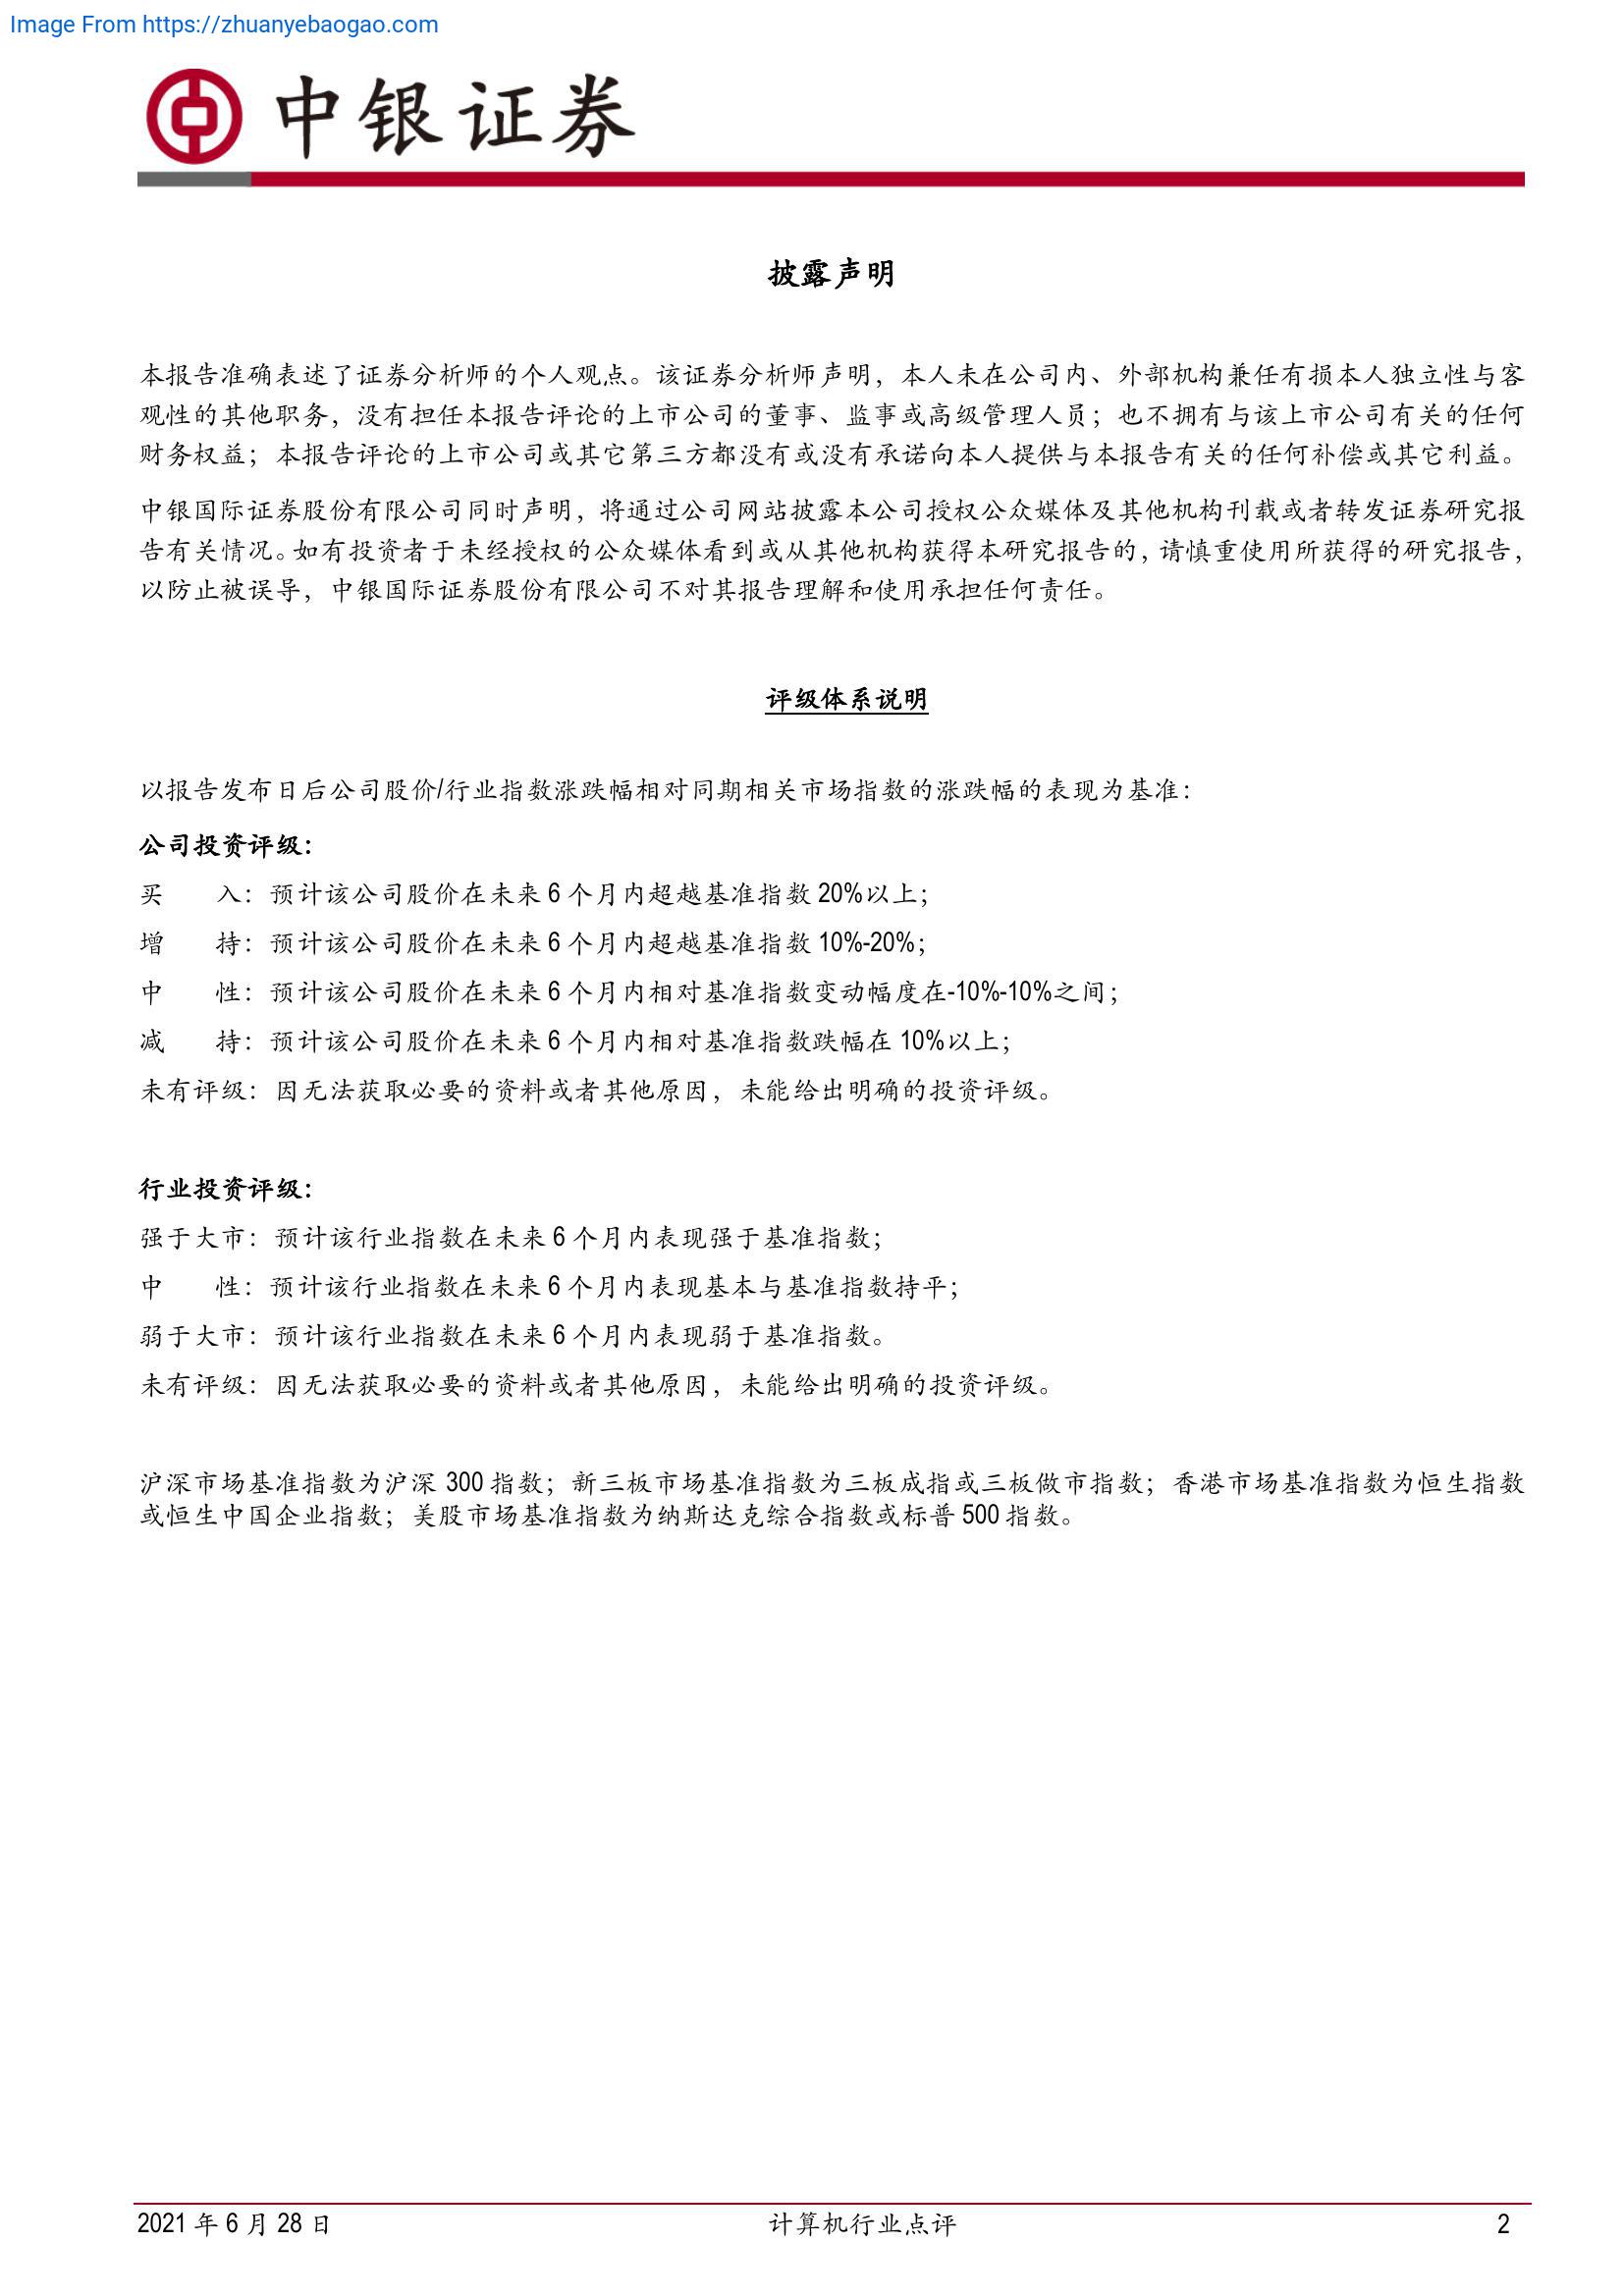 Image From https://zhuanyebaogao.com
中银证券
披露声明
本报告准确表述了证券分析师的个人观点。该证券分析师声明，本人未在公司内、外部机构兼任有损本人独立性与客
观性的其他职务，没有担任本报告评论的上市公司的董事、监事或高级管理人员；也不拥有与该上市公司有关的任何
财务权益；本报告评论的上市公司或其它第三方都没有或没有承诺向本人提供与本报告有关的任何补偿或其它利益。
中银国际证券股份有限公司同时声明，将通过公司网站披露本公司授权公众媒体及其他机构刊载或者转发证券研究报
告有关情况。如有投资者于未经授权的公众媒体看到或从其他机构获得本研究报告的，请慎重使用所获得的研究报告，
以防止被误导，中银国际证券股份有限公司不对其报告理解和使用承担任何责任。
评级体系说明
以报告发布日后公司股价/行业指数涨跌幅相对同期相关市场指数的涨跌幅的表现为基准：
公司投资评级：
买　　入：预计该公司股价在未来 6 个月内超越基准指数 20%以上；
增　　持：预计该公司股价在未来 6 个月内超越基准指数 10%-20%；
中　　性：预计该公司股价在未来 6 个月内相对基准指数变动幅度在-10%-10%之间；
减　　持：预计该公司股价在未来 6 个月内相对基准指数跌幅在 10%以上；
未有评级：因无法获取必要的资料或者其他原因，未能给出明确的投资评级。
行业投资评级：
强于大市：预计该行业指数在未来 6 个月内表现强于基准指数；
中　　性：预计该行业指数在未来 6 个月内表现基本与基准指数持平；
弱于大市：预计该行业指数在未来 6 个月内表现弱于基准指数。
未有评级：因无法获取必要的资料或者其他原因，未能给出明确的投资评级。
沪深市场基准指数为沪深 300 指数；新三板市场基准指数为三板成指或三板做市指数；香港市场基准指数为恒生指数
或恒生中国企业指数；美股市场基准指数为纳斯达克综合指数或标普 500 指数。
2021 年 6 月 28 日 计算机行业点评 2